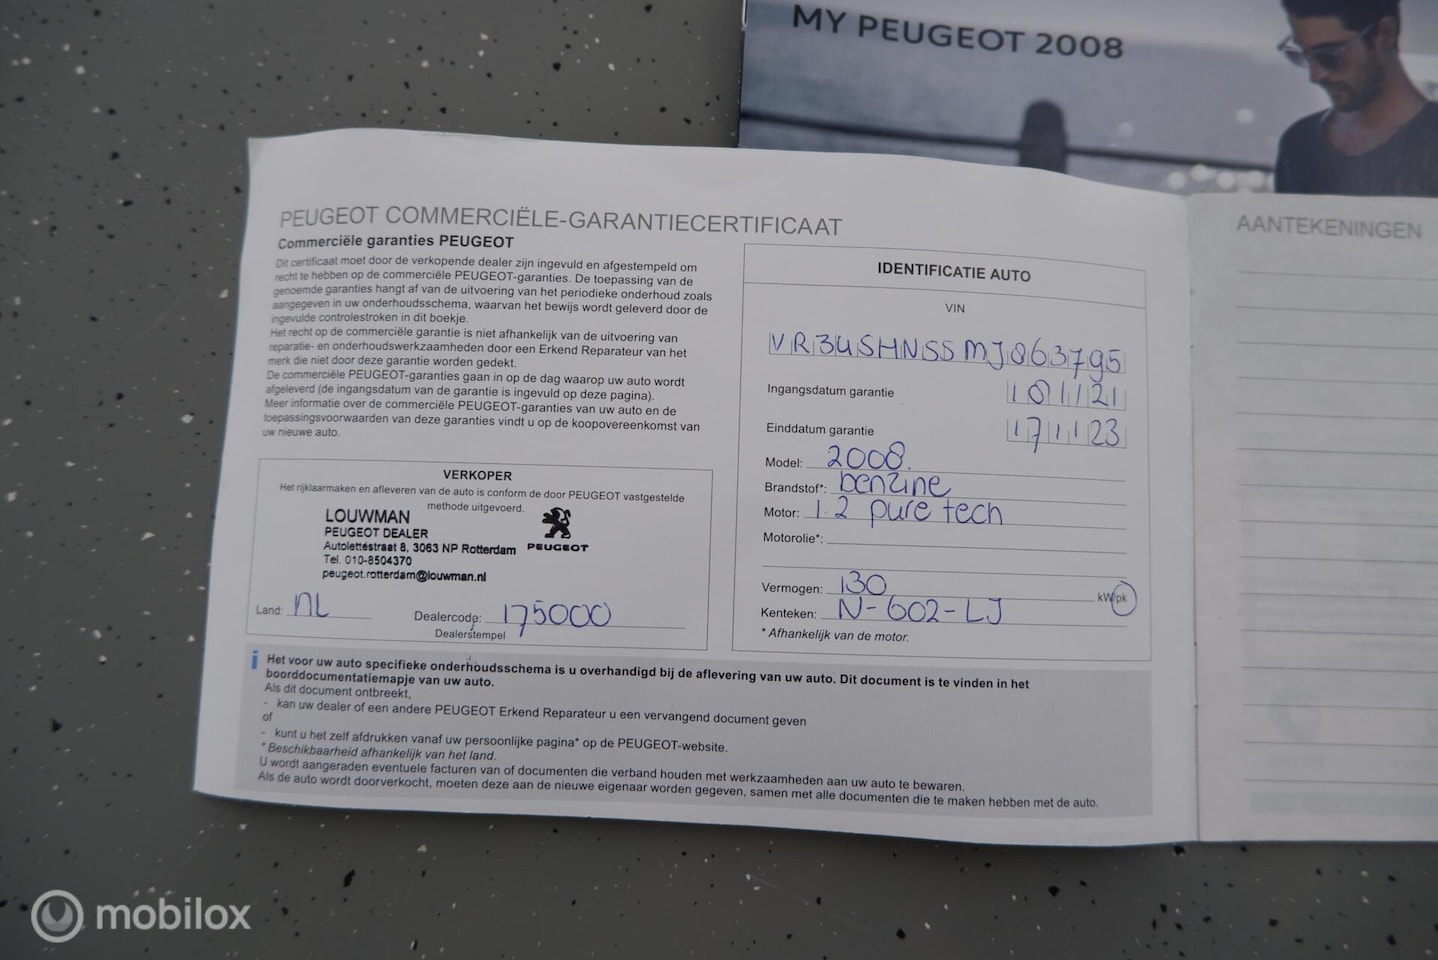 MY PEUGEOT 2008
PEUGEOT COMMERCIËLE-GARANTIECERTIFICAAT
Commerciële garanties PEUGEOT
Dit certificaat moet door de verkopende dealer zijn ingevuld en afgestempeld om
recht te hebben op de commerciële PEUGEOT-garanties. De toepassing van de
genoemde garanties hangt af van de uitvoering van het periodieke onderhoud zoals
aangegeven in uw onderhoudsschema, waarvan het bewijs wordt geleverd door de
ingevulde controlestroken in dit boekje.
Het recht op de commerciële garantie is niet afhankelijk van de uitvoering van
reparatie- en onderhoudswerkzaamheden door een Erkend Reparateur van het
merk die niet door deze garantie worden gedekt.
De commerciële PEUGEOT-garanties gaan in op de dag waarop uw auto wordt
afgeleverd (de ingangsdatum van de garantie is ingevuld op deze pagina).
Meer informatie over de commerciële PEUGEOT-garanties van uw auto en de
toepassingsvoorwaarden van deze garanties vindt u op de koopovereenkomst van
uw nieuwe auto.
VERKOPER
Het rijklaarmaken en afleveren van de auto is conform de door PEUGEOT vastgestelde
methode uitgevoerd.
LOUWMAN
PEUGEOT DEALER
Autolettestraat 8, 3063 NP Rotterdam
Tel. 010-8504370
peugeot.rotterdam@louwman.nl
PEUGEOT
Land: NL
Dealercode: 175000
Dealerstempel
IDENTIFICATIE AUTO
VIN
VR3USHNSSMJ863795
Ingangsdatum garantie 18 1 21
Einddatum garantie 17 1 23
Model: 2008.
Brandstof*: benzine
Motor: 1.2 pure tech
Motorolie*:
Vermogen: 130 kW/pk
Kenteken: N-602-LJ
* Afhankelijk van de motor.
i Het voor uw auto specifieke onderhoudsschema is u overhandigd bij de aflevering van uw auto. Dit document is te vinden in het
boorddocumentatiemapje van uw auto.
Als dit document ontbreekt,
- kan uw dealer of een andere PEUGEOT Erkend Reparateur u een vervangend document geven
of
- kunt u het zelf afdrukken vanaf uw persoonlijke pagina* op de PEUGEOT-website.
* Beschikbaarheid afhankelijk van het land.
U wordt aangeraden eventuele facturen van of documenten die verband houden met werkzaamheden aan uw auto te bewaren.
Als de auto wordt doorverkocht, moeten deze aan de nieuwe eigenaar worden gegeven, samen met alle documenten die te maken hebben met de auto.
AANTEKENINGEN
mobilox